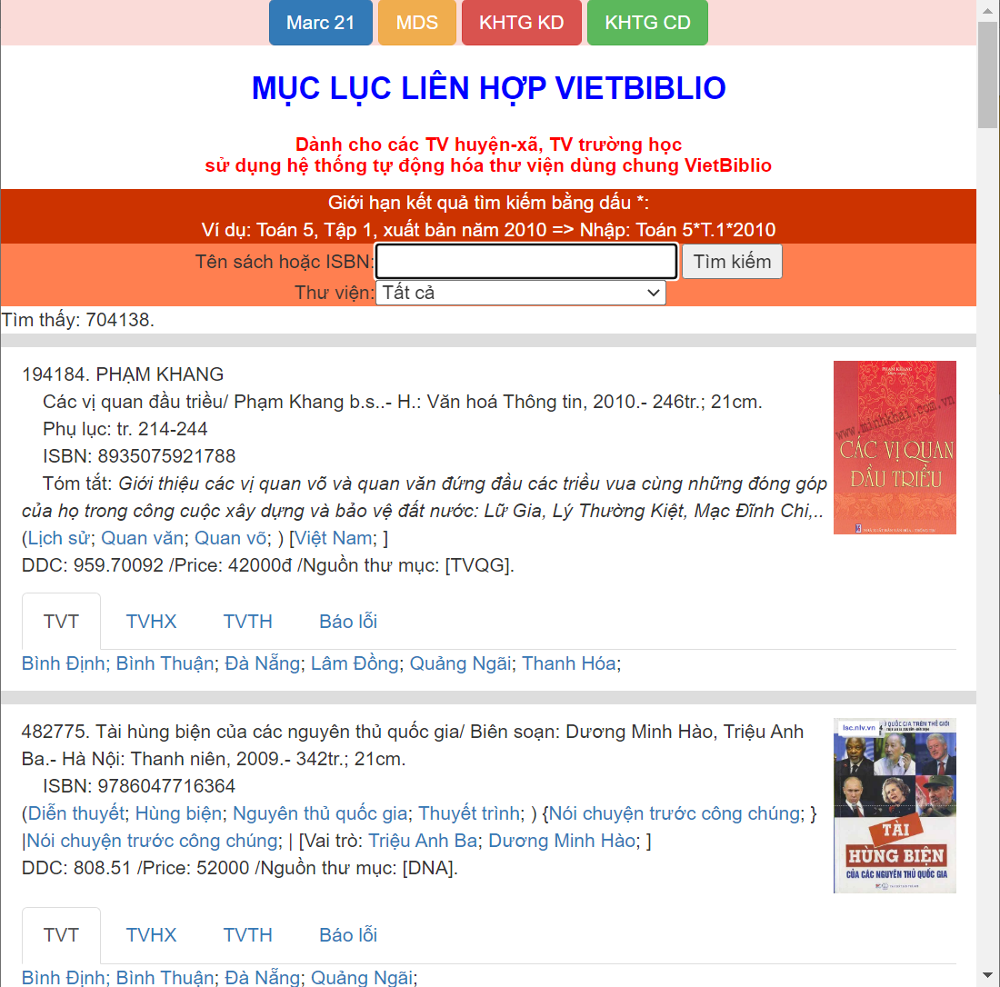 Marc 21 MDS KHTG KD KHTG CD
MỤC LỤC LIÊN HỢP VIETBIBLIO
Dành cho các TV huyện-xã, TV trường học
sử dụng hệ thống tự động hóa thư viện dùng chung VietBiblio
Giới hạn kết quả tìm kiếm bằng dấu *:
Ví dụ: Toán 5, Tập 1, xuất bản năm 2010 => Nhập: Toán 5*T.1*2010
Tên sách hoặc ISBN: Tìm kiếm
Thư viện: Tất cả
Tìm thấy: 704138.
194184. PHẠM KHANG
Các vị quan đầu triều/ Phạm Khang b.s..- H.: Văn hoá Thông tin, 2010.- 246tr.; 21cm.
Phụ lục: tr. 214-244
ISBN: 8935075921788
Tóm tắt: Giới thiệu các vị quan võ và quan văn đứng đầu các triều vua cùng những đóng góp
của họ trong công cuộc xây dựng và bảo vệ đất nước: Lữ Gia, Lý Thường Kiệt, Mạc Đĩnh Chi,..
(Lịch sử; Quan văn; Quan võ; ) [Việt Nam; ]
DDC: 959.70092 /Price: 42000đ /Nguồn thư mục: [TVQG].
PHẠM KHANG
www.minhkhai.com.vn
CÁC VỊ QUAN
ĐẦU TRIỀU
TVT TVHX TVTH Báo lỗi
Bình Định; Bình Thuận; Đà Nẵng; Lâm Đồng; Quảng Ngãi; Thanh Hóa;
482775. Tài hùng biện của các nguyên thủ quốc gia/ Biên soạn: Dương Minh Hào, Triệu Anh
Ba.- Hà Nội: Thanh niên, 2009.- 342tr.; 21cm.
ISBN: 9786047716364
(Diễn thuyết; Hùng biện; Nguyên thủ quốc gia; Thuyết trình; ) {Nói chuyện trước công chúng; }
|Nói chuyện trước công chúng; | [Vai trò: Triệu Anh Ba; Dương Minh Hào; ]
DDC: 808.51 /Price: 52000 /Nguồn thư mục: [DNA].
lsc.nlv.vn QUỐC GIA TRÊN THẾ GIỚI
TÀI
HÙNG BIỆN
CỦA CÁC NGUYÊN THỦ QUỐC GIA
TVT TVHX TVTH Báo lỗi
Bình Định; Bình Thuận; Đà Nẵng; Quảng Ngãi;